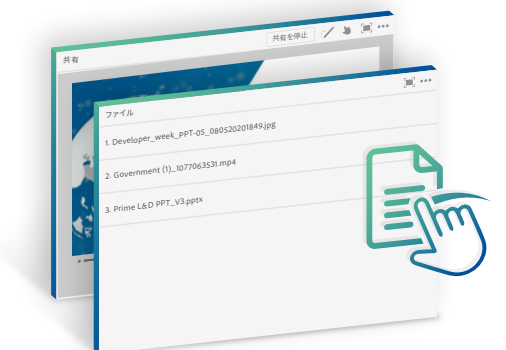 共有
共有を停止
ファイル
1. Developer_week_PPT-05_080520201849.jpg
2. Government (1)_1077063531.mp4
3. Prime L&D PPT_V3.pptx